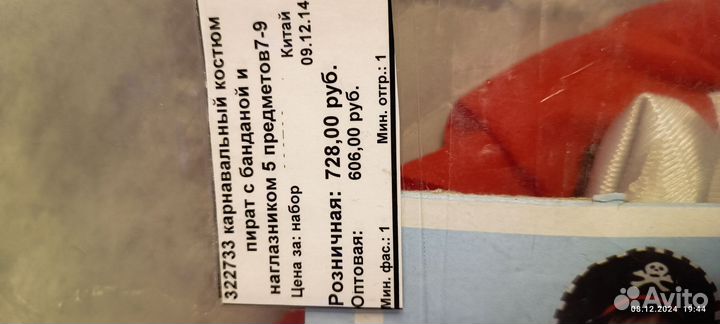 322733 карнавальный костюм
пират с банданой и
наглазником 5 предметов7-9
Китай
Цена за: набор 09.12.14
Розничная: 728,00 руб.
Оптовая: 606,00 руб.
Мин. фас.: 1 Мин. отгр.: 1
Avito
08.12.2024 19:44